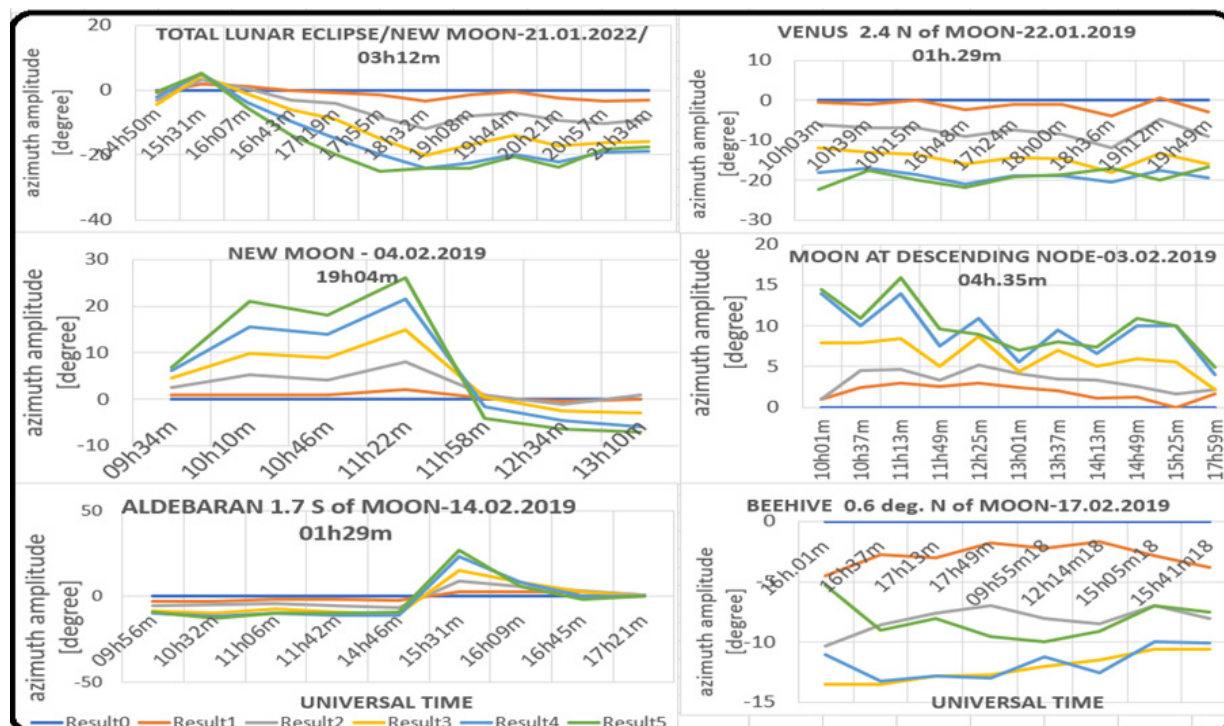 TOTAL LUNAR ECLIPSE/NEW MOON-21.01.2022/
03h12m
azimuth amplitude
[degree]
20
0
-20
-40
04h50m
15h31m
16h07m
16h43m
17h19m
17h55m
18h32m
19h08m
19h44m
20h21m
20h57m
21h34m
VENUS 2.4 N of MOON-22.01.2019
01h.29m
azimuth amplitude
[degree]
10
0
-10
-20
-30
10h03m
10h39m
10h15m
16h48m
17h24m
18h00m
18h36m
19h12m
19h49m
NEW MOON - 04.02.2019
19h04m
azimuth amplitude
[degree]
30
20
10
0
-10
09h34m
10h10m
10h46m
11h22m
11h58m
12h34m
13h10m
MOON AT DESCENDING NODE-03.02.2019
04h.35m
azimuth amplitude
[degree]
20
15
10
5
0
10h01m
10h37m
11h13m
11h49m
12h25m
13h01m
13h37m
14h13m
14h49m
15h25m
17h59m
ALDEBARAN 1.7 S of MOON-14.02.2019
01h29m
azimuth amplitude
[degree]
50
0
-50
09h56m
10h32m
11h06m
11h42m
14h46m
15h31m
16h09m
16h45m
17h21m
UNIVERSAL TIME
Result0 Result1 Result2 Result3 Result4 Result5
BEEHIVE 0.6 deg. N of MOON-17.02.2019
azimuth amplitude
[degree]
0
-5
-10
-15
16h01m
16h37m
17h13m
17h49m
09h55m18
12h14m18
15h05m18
15h41m18
UNIVERSAL TIME